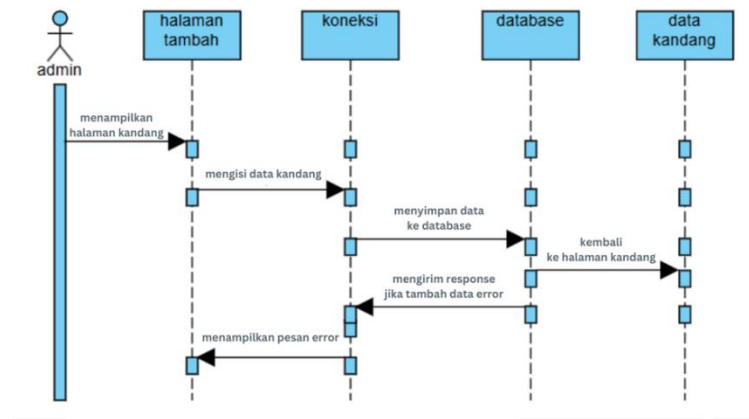 halaman
tambah
koneksi
database
data
kandang
admin
menampilkan
halaman kandang
mengisi data kandang
menyimpan data
ke database
kembali
ke halaman kandang
mengirim response
jika tambah data error
menampilkan pesan error